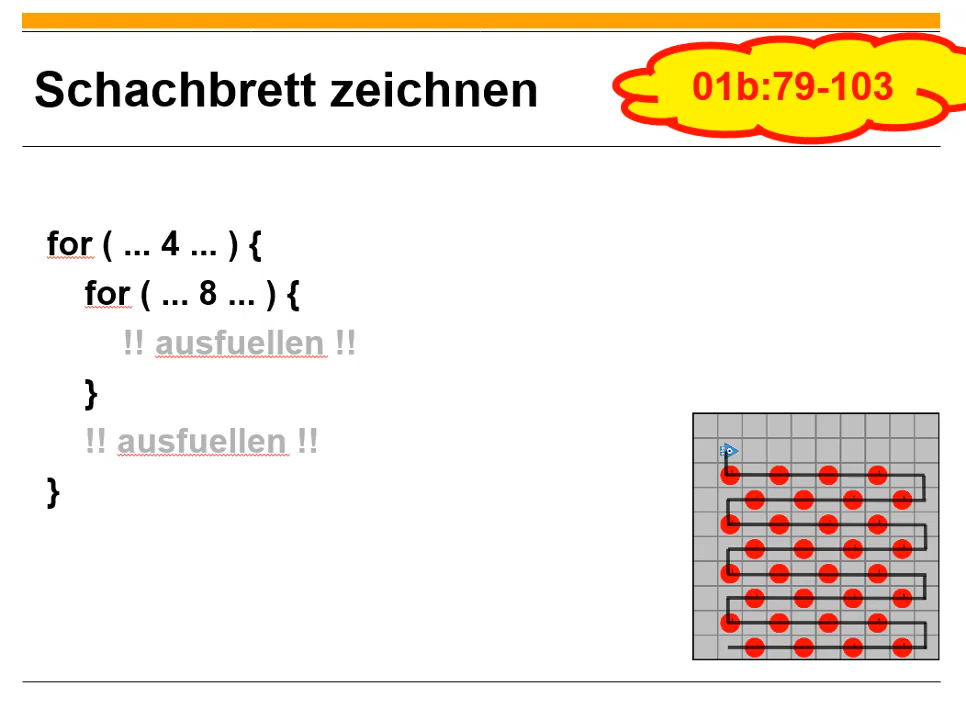 Schachbrett zeichnen
01b:79-103
for ( ... 4 ... ) {
for ( ... 8 ... ) {
!! ausfuellen !!
}
!! ausfuellen !!
}